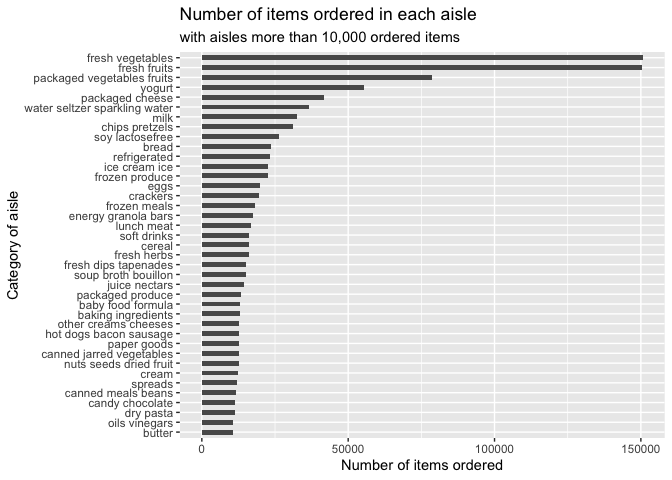 Number of items ordered in each aisle
with aisles more than 10,000 ordered items
Category of aisle
fresh vegetables
fresh fruits
packaged vegetables fruits
yogurt
packaged cheese
water seltzer sparkling water
milk
chips pretzels
soy lactosefree
bread
refrigerated
ice cream ice
frozen produce
eggs
crackers
frozen meals
energy granola bars
lunch meat
soft drinks
cereal
fresh herbs
fresh dips tapenades
soup broth bouillon
juice nectars
packaged produce
baby food formula
baking ingredients
other creams cheeses
hot dogs bacon sausage
paper goods
canned jarred vegetables
nuts seeds dried fruit
cream
spreads
canned meals beans
candy chocolate
dry pasta
oils vinegars
butter
0 50000 100000 150000
Number of items ordered